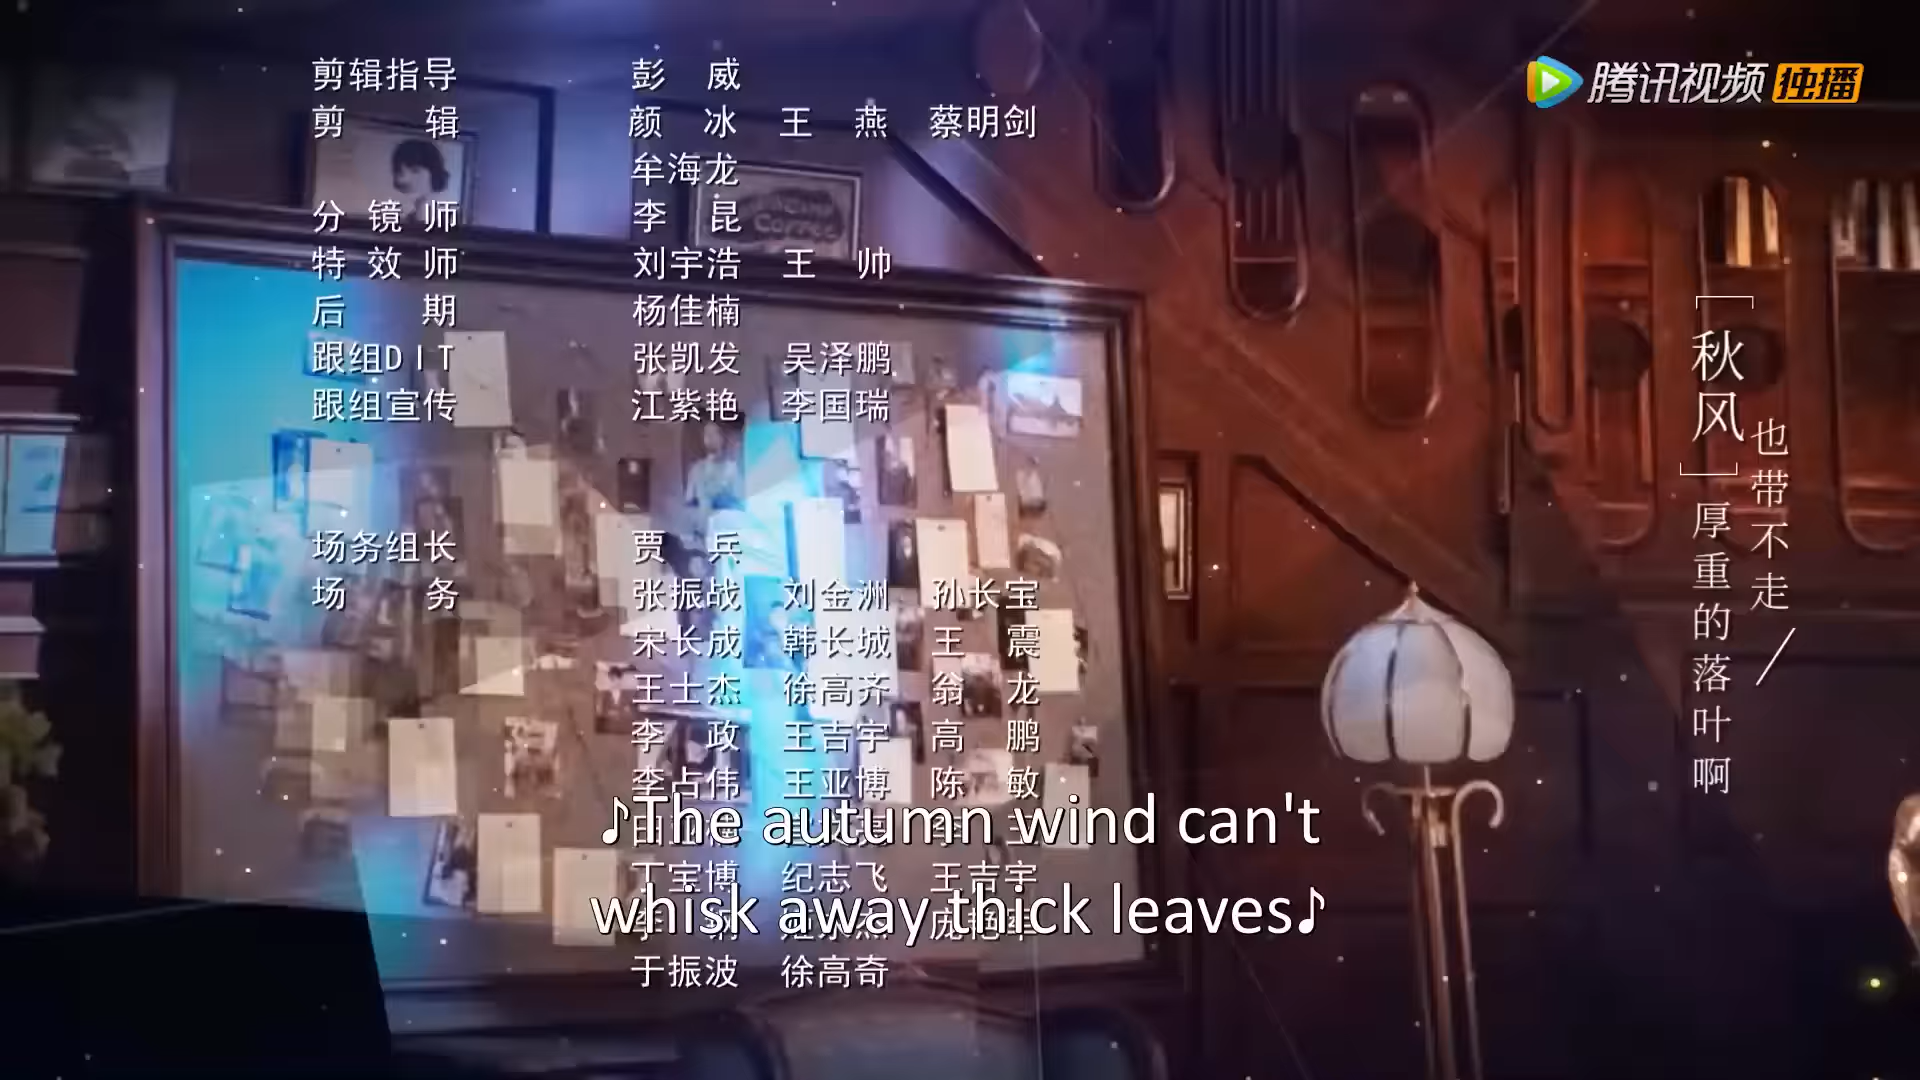 剪辑指导 彭 威
剪 辑 颜 冰 王 燕 蔡明剑
牟海龙
分 镜 师 李 昆
特 效 师 刘宇浩 王 帅
后 期 杨佳楠
跟组DIT 张凯发 吴泽鹏
跟组宣传 江紫艳 李国瑞
场务组长 贾 兵
场 务 张振战 刘金洲 孙长宝
宋长成 韩长城 王 震
王士杰 徐高齐 翁 龙
李 政 王吉宇 高 鹏
李占伟 王亚博 陈 敏
丁宝博 纪志飞 王吉宇
于振波 徐高奇
♪The autumn wind can't
whisk away thick leaves♪
腾讯视频 独播
秋风
也带不走
厚重的落叶啊